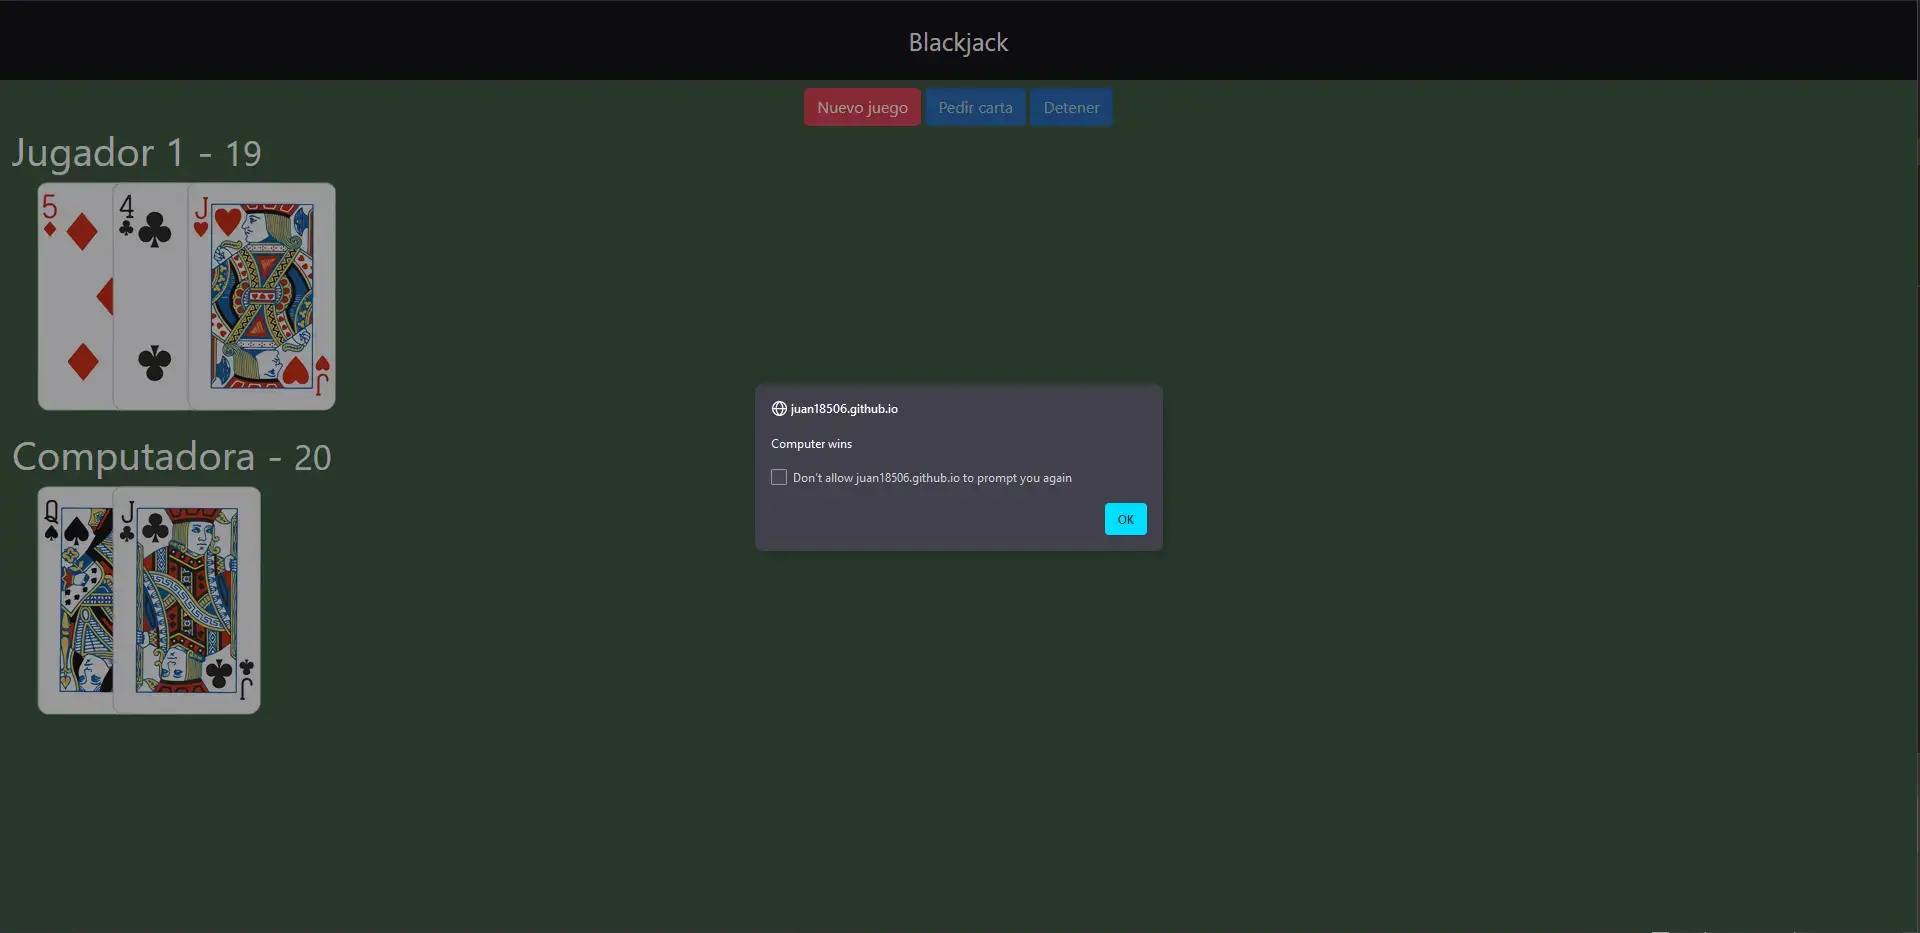 Blackjack
Nuevo juego Pedir carta Detener
Jugador 1 - 19
5 4 J
J
Computadora - 20
Q J
J
juan18506.github.io
Computer wins
Don't allow juan18506.github.io to prompt you again
OK